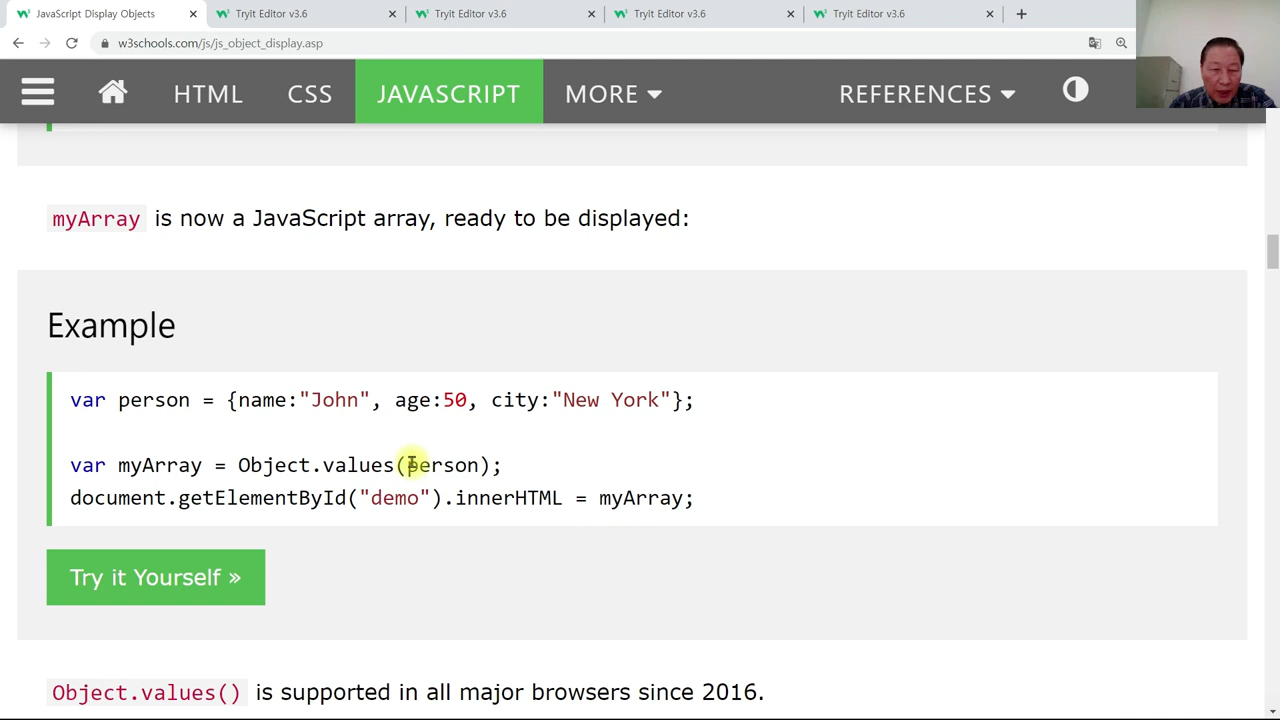 JavaScript Display Objects
Tryit Editor v3.6
Tryit Editor v3.6
Tryit Editor v3.6
Tryit Editor v3.6
w3schools.com/js/js_object_display.asp
HTML CSS JAVASCRIPT MORE REFERENCES
myArray is now a JavaScript array, ready to be displayed:
Example
var person = {name:"John", age:50, city:"New York"};
var myArray = Object.values(person);
document.getElementById("demo").innerHTML = myArray;
Try it Yourself »
Object.values() is supported in all major browsers since 2016.